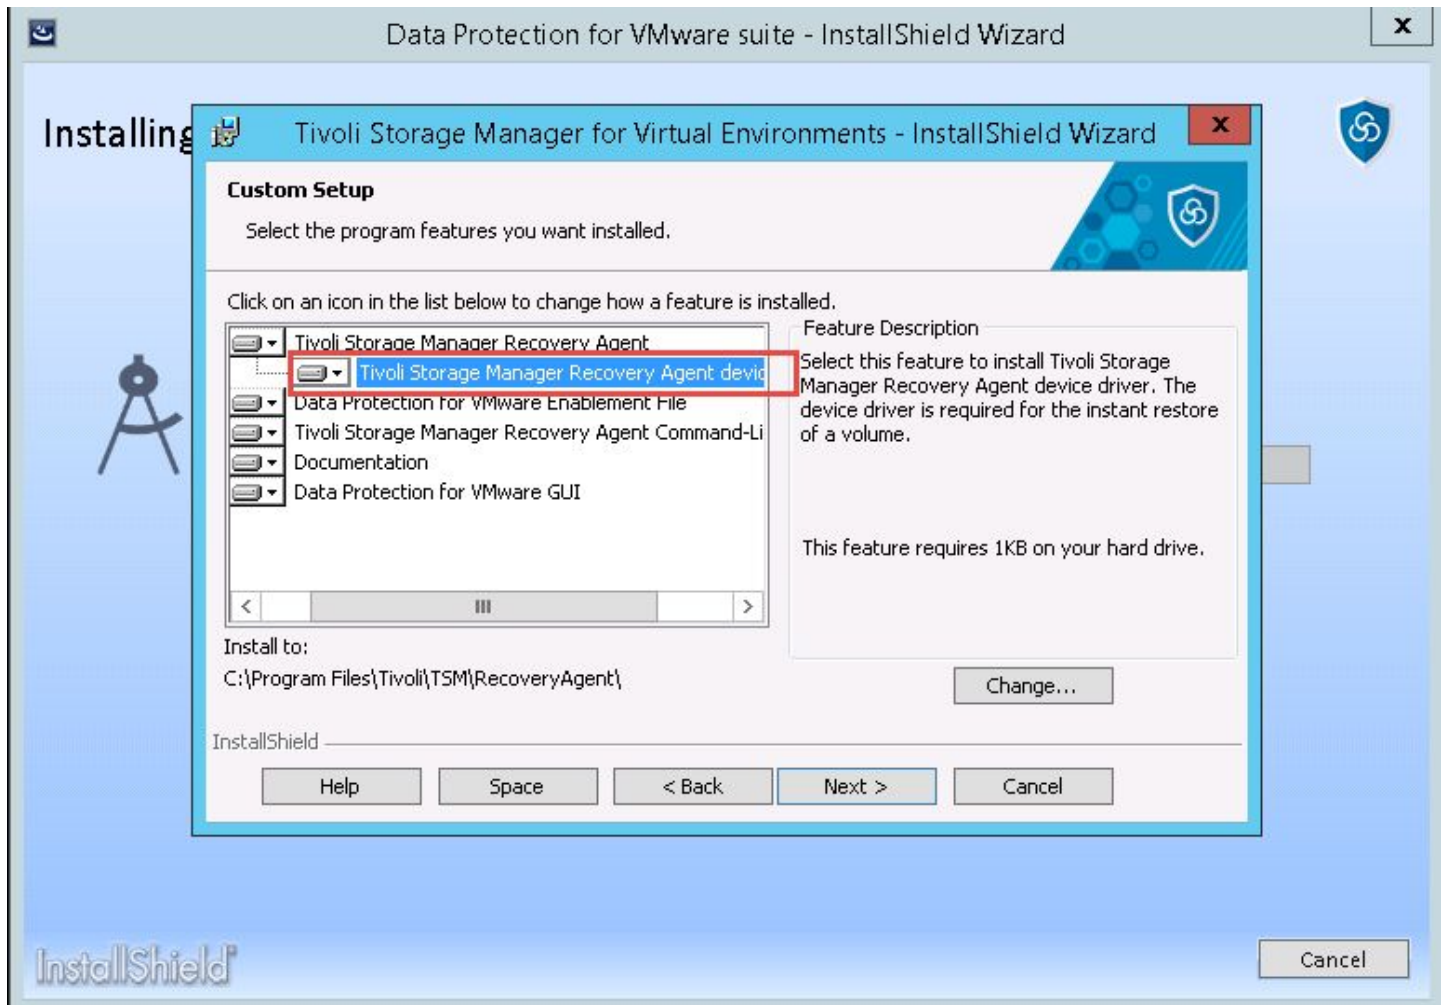 Data Protection for VMware suite - InstallShield Wizard
x
Installing
Tivoli Storage Manager for Virtual Environments - InstallShield Wizard
x
Custom Setup
Select the program features you want installed.
Click on an icon in the list below to change how a feature is installed.
Tivoli Storage Manager Recovery Agent
Tivoli Storage Manager Recovery Agent devic
Data Protection for VMware Enablement File
Tivoli Storage Manager Recovery Agent Command-Li
Documentation
Data Protection for VMware GUI
Feature Description
Select this feature to install Tivoli Storage
Manager Recovery Agent device driver. The
device driver is required for the instant restore
of a volume.
This feature requires 1KB on your hard drive.
Install to:
C:\Program Files\Tivoli\TSM\RecoveryAgent\
Change...
InstallShield
Help
Space
< Back
Next >
Cancel
InstallShield®
Cancel